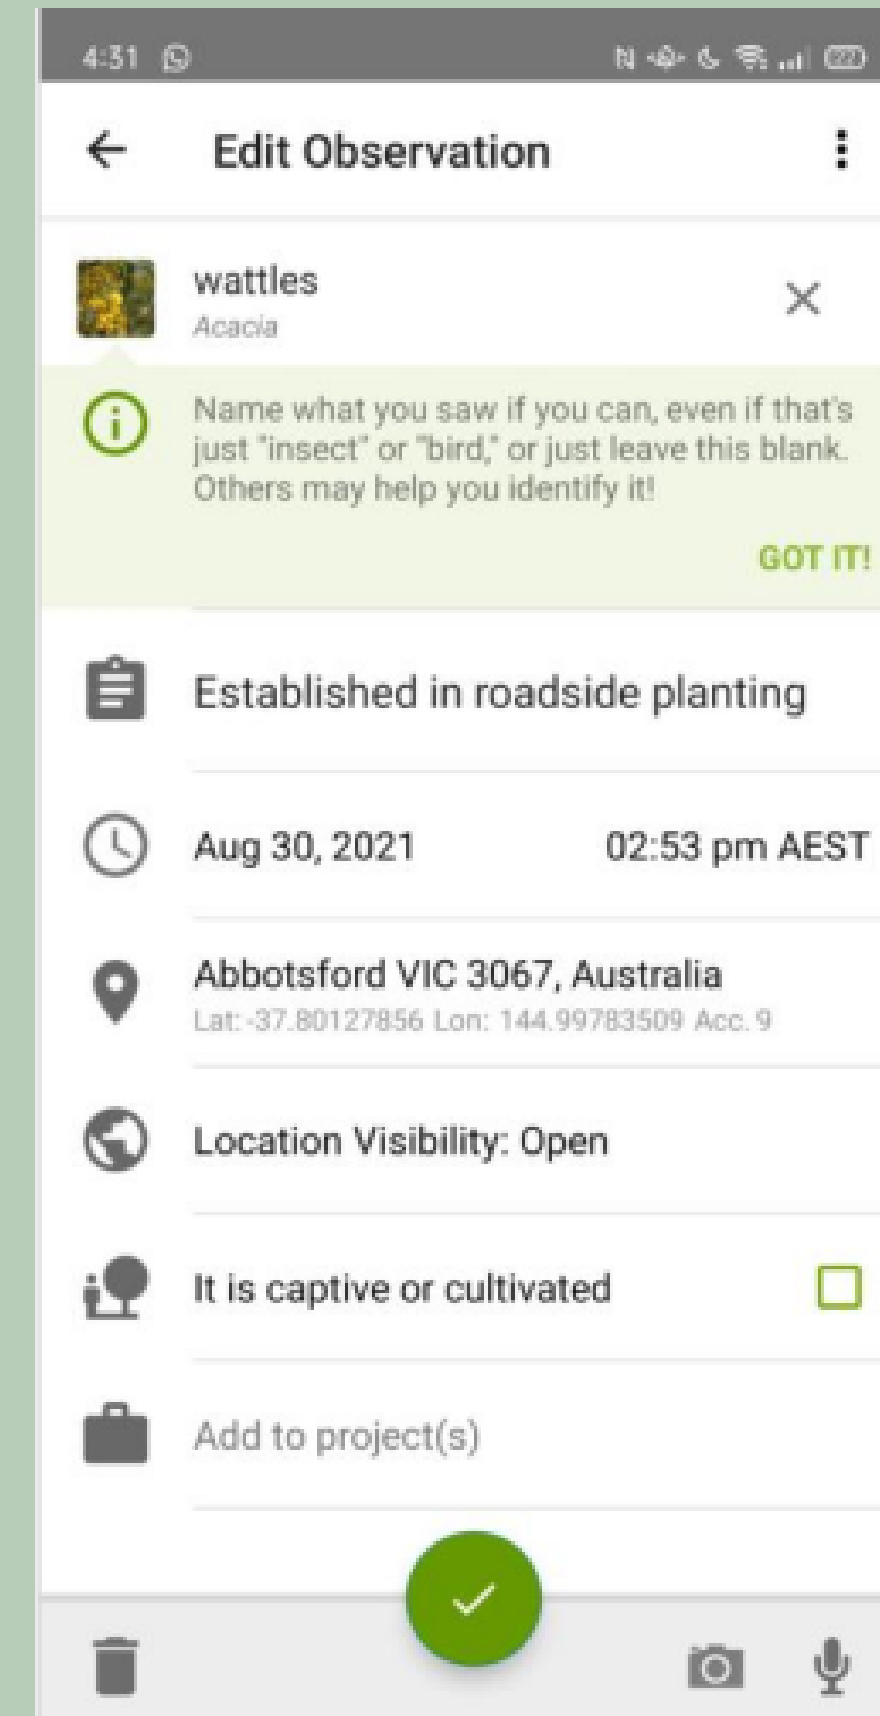 4:31 22
Edit Observation
wattles
Acacia
Name what you saw if you can, even if that's
just "insect" or "bird," or just leave this blank.
Others may help you identify it!
GOT IT!
Established in roadside planting
Aug 30, 2021 02:53 pm AEST
Abbotsford VIC 3067, Australia
Lat: -37.80127856 Lon: 144.99783509 Acc. 9
Location Visibility: Open
It is captive or cultivated
Add to project(s)